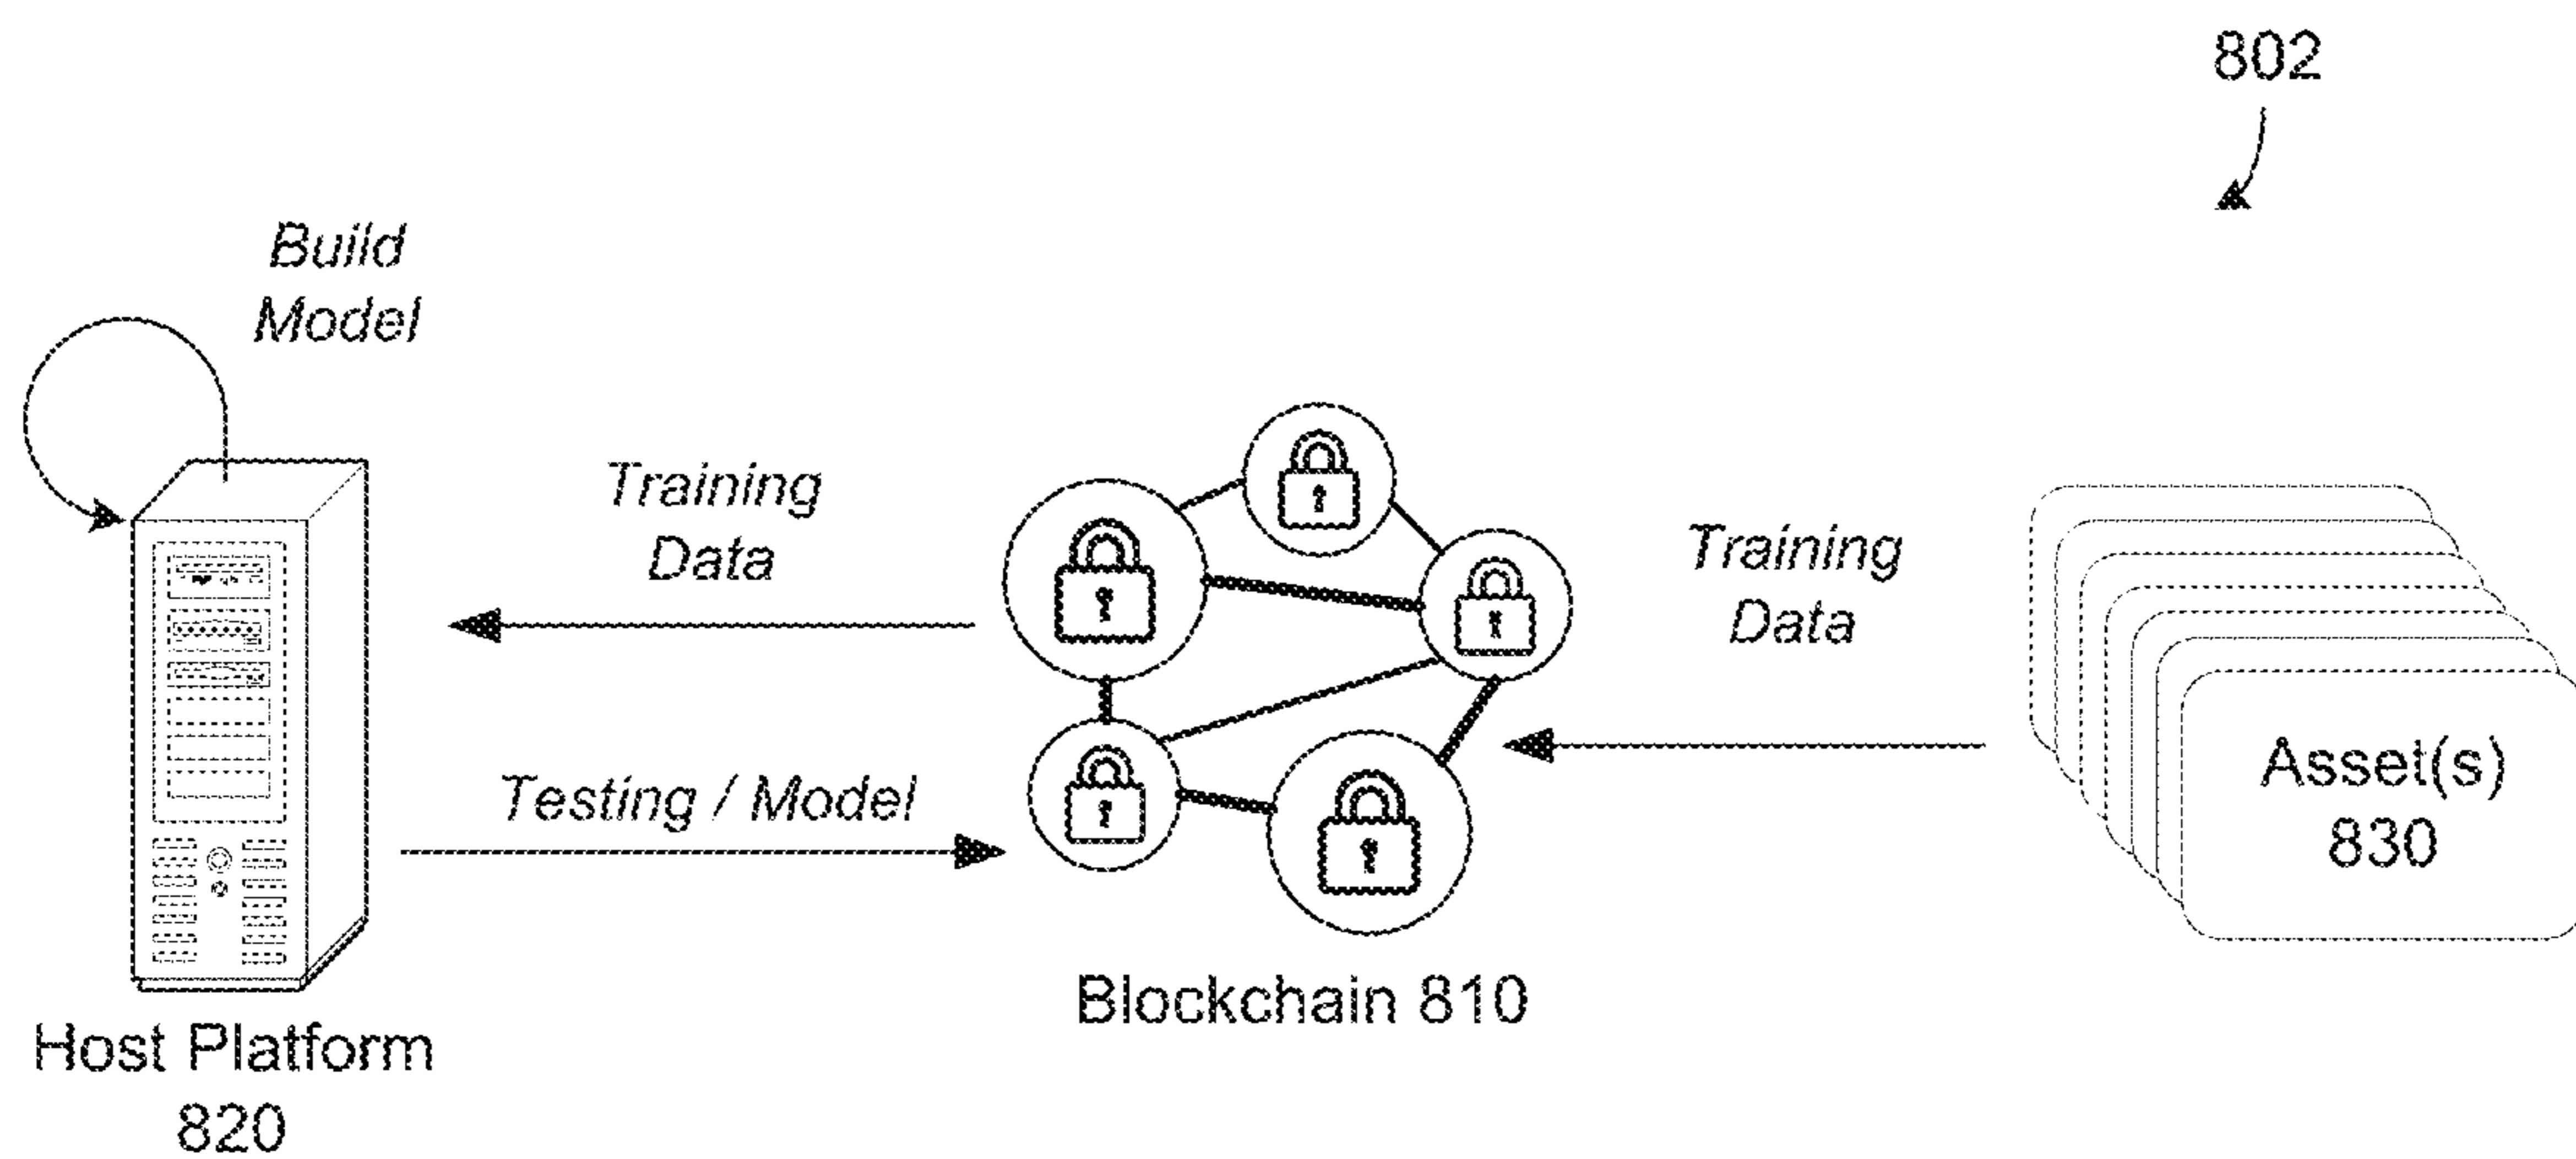 802
Build
Model
Training
Data
Training
Data
Testing / Model
Asset(s)
830
Blockchain 810
Host Platform
820